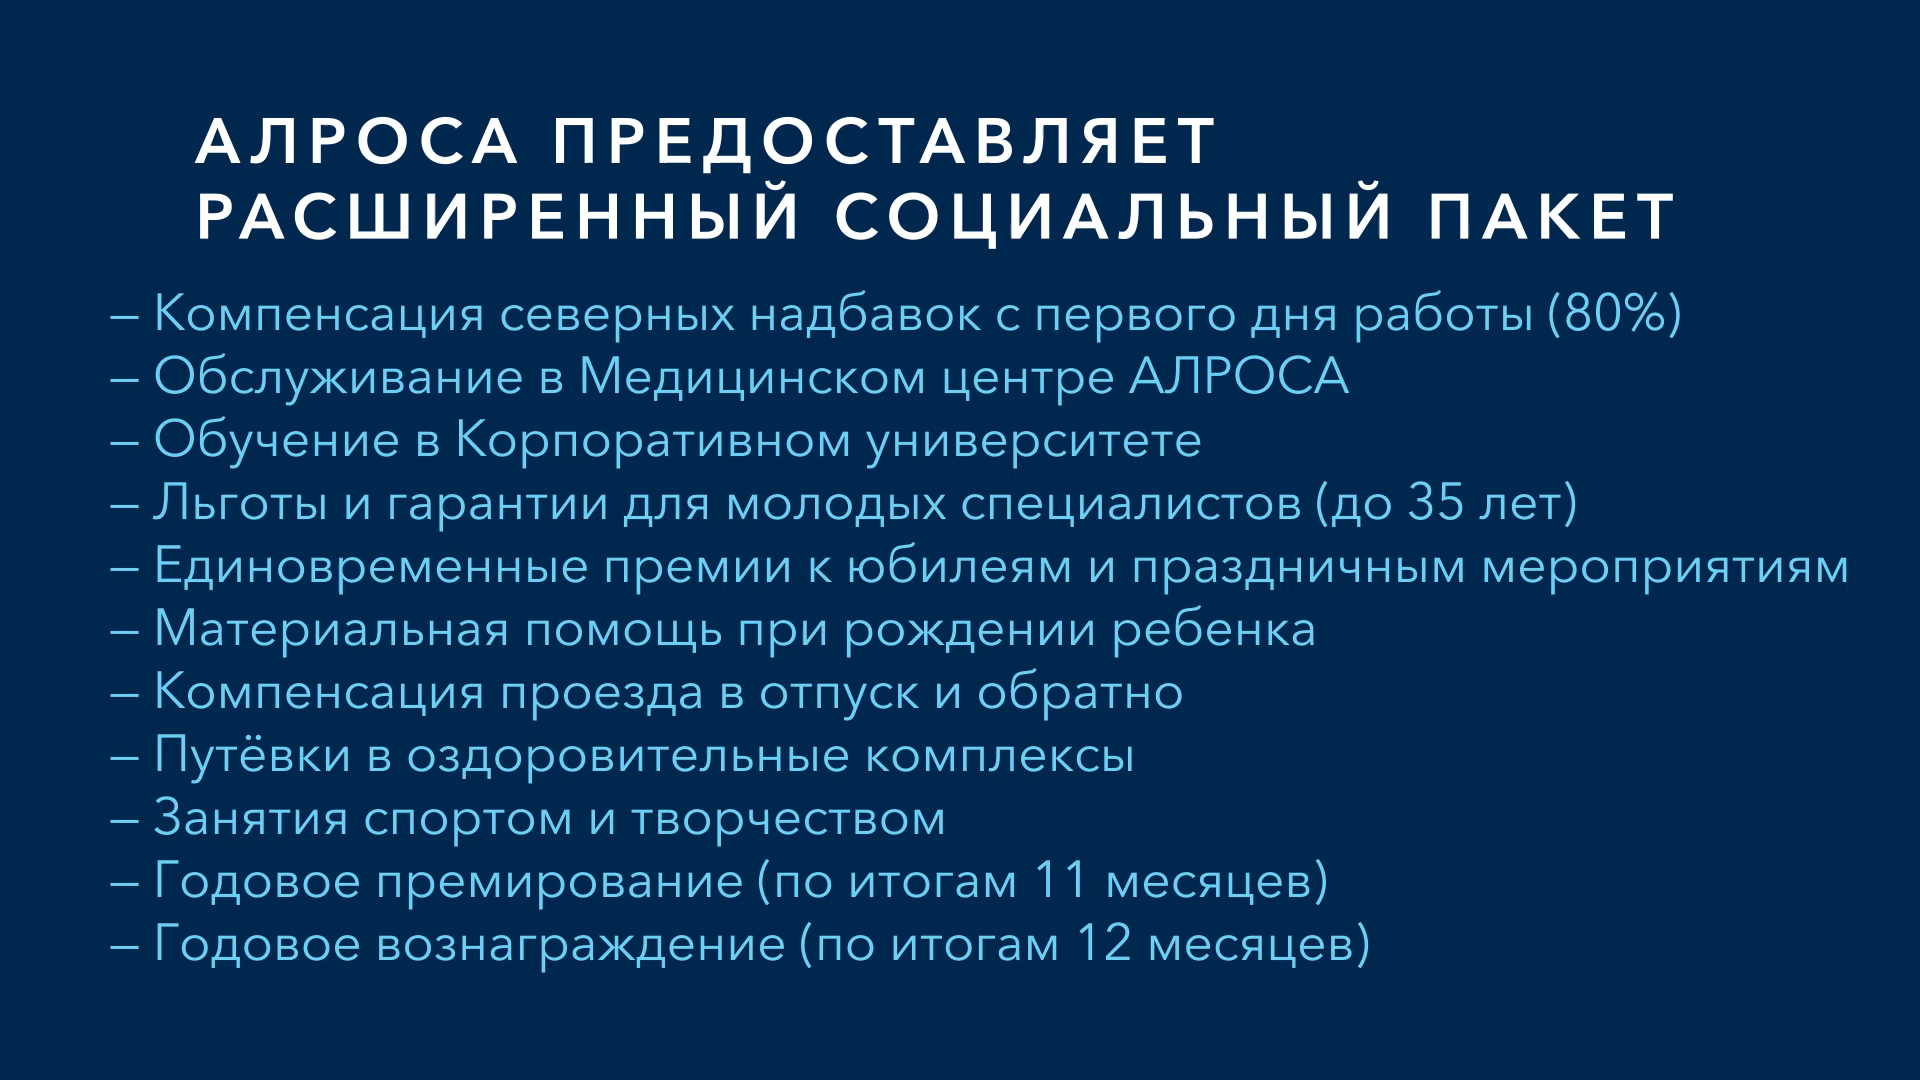 АЛРОСА ПРЕДОСТАВЛЯЕТ
РАСШИРЕННЫЙ СОЦИАЛЬНЫЙ ПАКЕТ
– Компенсация северных надбавок с первого дня работы (80%)
– Обслуживание в Медицинском центре АЛРОСА
– Обучение в Корпоративном университете
– Льготы и гарантии для молодых специалистов (до 35 лет)
– Единовременные премии к юбилеям и праздничным мероприятиям
– Материальная помощь при рождении ребенка
– Компенсация проезда в отпуск и обратно
– Путёвки в оздоровительные комплексы
– Занятия спортом и творчеством
– Годовое премирование (по итогам 11 месяцев)
– Годовое вознаграждение (по итогам 12 месяцев)